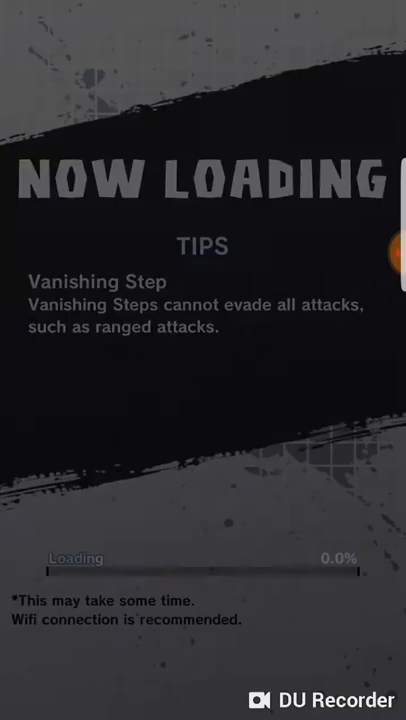 NOW LOADING
TIPS
Vanishing Step
Vanishing Steps cannot evade all attacks,
such as ranged attacks.
Loading 0.0%
*This may take some time.
Wifi connection is recommended.
DU Recorder